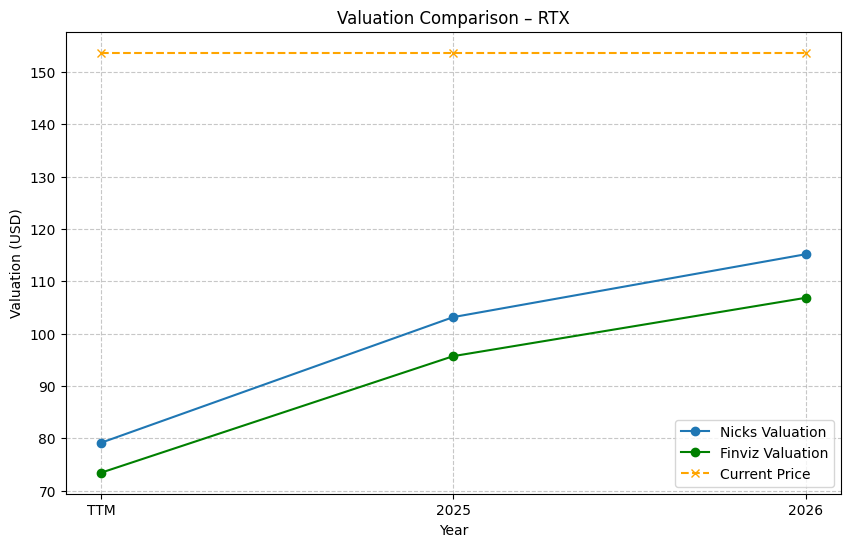 Valuation Comparison – RTX
Valuation (USD)
150
140
130
120
110
100
90
80
70
TTM
2025
2026
Year
Nicks Valuation
Finviz Valuation
Current Price